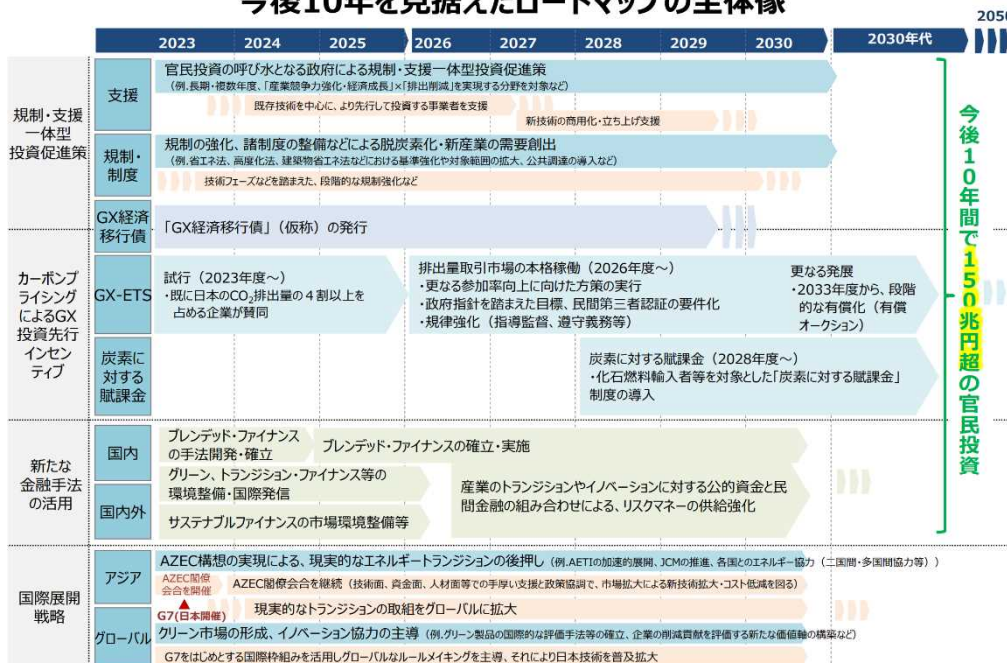 今後10年を見据えたロードマップの全体像
2050
2023
2024
2025
2026
2027
2028
2029
2030
2030年代
規制・支援
一体型
投資促進策
支援
官民投資の呼び水となる政府による規制・支援一体型投資促進策
（例.長期・複数年度、「産業競争力強化・経済成長」×「排出削減」を実現する分野を対象など）
既存技術を中心に、より先行して投資する事業者を支援
新技術の商用化・立ち上げ支援
規制・
制度
規制の強化、諸制度の整備などによる脱炭素化・新産業の需要創出
（例.省エネ法、高度化法、建築物省エネ法などにおける基準強化や対象範囲の拡大、公共調達の導入など）
技術フェーズなどを踏まえた、段階的な規制強化など
GX経済
移行債
「GX経済移行債」（仮称）の発行
カーボンプ
ライシング
によるGX
投資先行
インセン
ティブ
GX-ETS
試行（2023年度～）
・既に日本のCO₂排出量の４割以上を
占める企業が賛同
排出量取引市場の本格稼働（2026年度～）
・更なる参加率向上に向けた方策の実行
・政府指針を踏まえた目標、民間第三者認証の要件化
・規律強化（指導監督、遵守義務等）
更なる発展
・2033年度から、段階
的な有償化（有償
オークション）
炭素に
対する
賦課金
炭素に対する賦課金（2028年度～）
・化石燃料輸入者等を対象とした「炭素に対する賦課金」
制度の導入
新たな
金融手法
の活用
国内
ブレンデッド・ファイナンス
の手法開発・確立
ブレンデッド・ファイナンスの確立・実施
国内外
グリーン、トランジション・ファイナンス等の
環境整備・国際発信
サステナブルファイナンスの市場環境整備等
産業のトランジションやイノベーションに対する公的資金と民
間金融の組み合わせによる、リスクマネーの供給強化
国際展開
戦略
アジア
AZEC構想の実現による、現実的なエネルギートランジションの後押し（例.AETIの加速的展開、JCMの推進、各国とのエネルギー協力（二国間・多国間協力等））
AZEC閣僚
会合を開催
AZEC閣僚会合を継続（技術面、資金面、人材面等での手厚い支援と政策協調で、市場拡大による新技術拡大・コスト低減を図る）
G7(日本開催)
現実的なトランジションの取組をグローバルに拡大
グローバル
クリーン市場の形成、イノベーション協力の主導（例.グリーン製品の国際的な評価手法等の確立、企業の削減貢献を評価する新たな価値軸の構築など）
G7をはじめとする国際枠組みを活用しグローバルなルールメイキングを主導、それにより日本技術を普及拡大
今後１０年間で１５０兆円超の官民投資